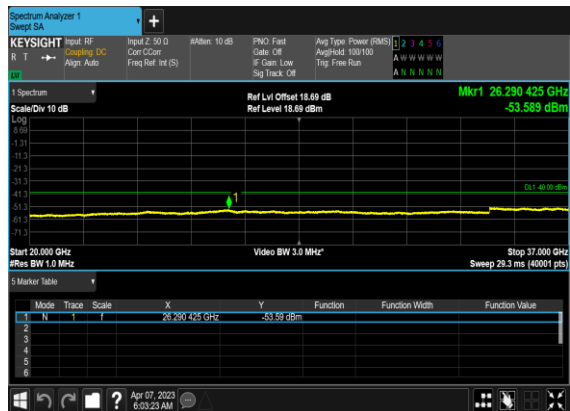 Spectrum Analyzer 1
Swept SA
+
KEYSIGHT Input: RF Input Z: 50 Ω #Atten: 10 dB PNO: Fast Avg Type: Power (RMS) 1 2 3 4 5 6
R T Coupling: DC Corr CCorr Gate: Off Avg|Hold: 100/100 A W W W W W
Align: Auto Freq Ref: Int (S) IF Gain: Low Trig: Free Run
LW Sig Track: Off A N N N N N
1 Spectrum Ref Lvl Offset 18.69 dB Mkr1 26.290 425 GHz
Scale/Div 10 dB Ref Level 18.69 dBm -53.589 dBm
Log
8.69
-1.31
-11.3
-21.3
-31.3
DL1 -40.00 dBm
-41.3
1
-51.3
-61.3
-71.3
Start 20.000 GHz Video BW 3.0 MHz* Stop 37.000 GHz
#Res BW 1.0 MHz Sweep 29.3 ms (40001 pts)
5 Marker Table
Mode Trace Scale X Y Function Function Width Function Value
1 N 1 f 26.290 425 GHz -53.59 dBm
2
3
4
5
6
? Apr 07, 2023
6:03:23 AM